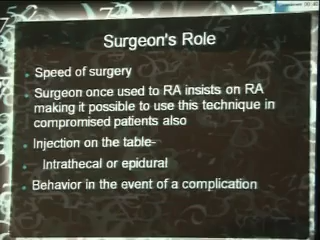 Surgeon's Role
Speed of surgery
Surgeon once used to RA insists on RA
making it possible to use this technique in
compromised patients also
Injection on the table-
Intrathecal or epidural
Behavior in the event of a complication